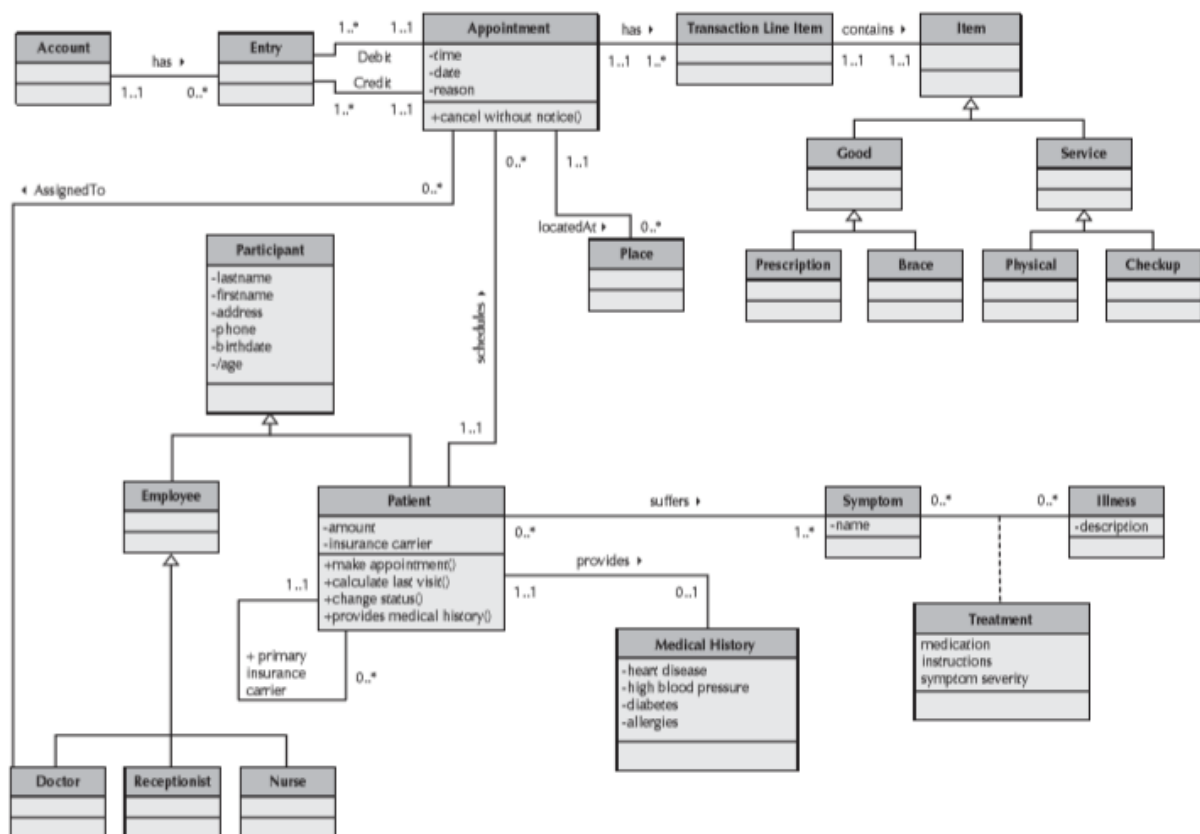 Account
Entry
has ▸
1..1
0..*
1..*
1..1
Debit
Credit
1..*
1..1
Appointment
-time
-date
-reason
+cancel without notice()
has ▸
1..1
1..*
Transaction Line Item
contains ▸
1..1
1..1
Item
Good
Service
Prescription
Brace
Physical
Checkup
◂ AssignedTo
0..*
0..*
1..1
locatedAt ▸
0..*
Place
schedules ▸
1..1
Participant
-lastname
-firstname
-address
-phone
-birthdate
-/age
Employee
Patient
-amount
-insurance carrier
+make appointment()
+calculate last visit()
+change status()
+provides medical history()
1..1
+ primary
insurance
carrier
0..*
suffers ▸
0..*
1..*
Symptom
-name
0..*
0..*
Illness
-description
provides ▸
1..1
0..1
Medical History
-heart disease
-high blood pressure
-diabetes
-allergies
Treatment
medication
instructions
symptom severity
Doctor
Receptionist
Nurse